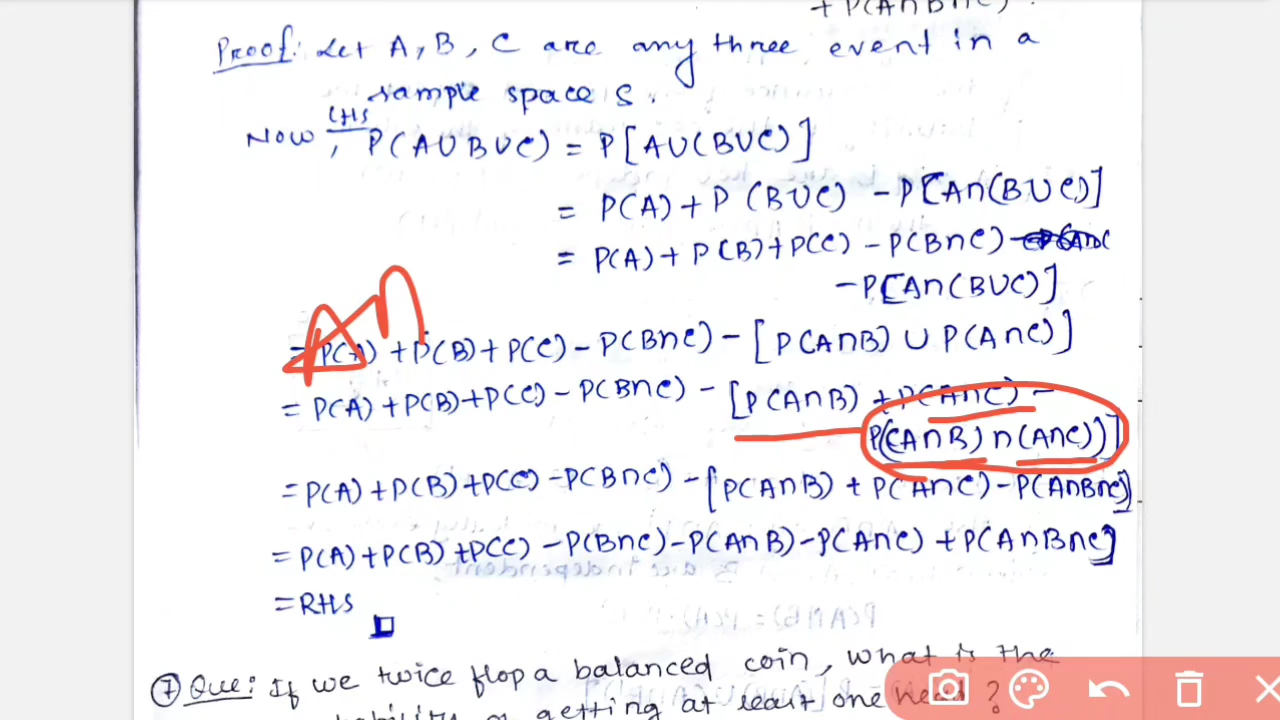 + P(A∩B∩C)
Proof: Let A, B, C are any three event in a
sample space S.
LHS
Now, P(A∪B∪C) = P[A∪(B∪C)]
= P(A) + P(B∪C) - P[A∩(B∪C)]
= P(A) + P(B) + P(C) - P(B∩C)
- P[A∩(B∪C)]
A∩
= P(A) + P(B) + P(C) - P(B∩C) - [P(A∩B) ∪ P(A∩C)]
= P(A) + P(B) + P(C) - P(B∩C) - [P(A∩B) + P(A∩C) -
P((A∩B) ∩ (A∩C))]
= P(A) + P(B) + P(C) - P(B∩C) - [P(A∩B) + P(A∩C) - P(A∩B∩C)]
= P(A) + P(B) + P(C) - P(B∩C) - P(A∩B) - P(A∩C) + P(A∩B∩C)]
= RHS
7 Que: If we twice flop a balanced coin, what is the
getting at least one head?